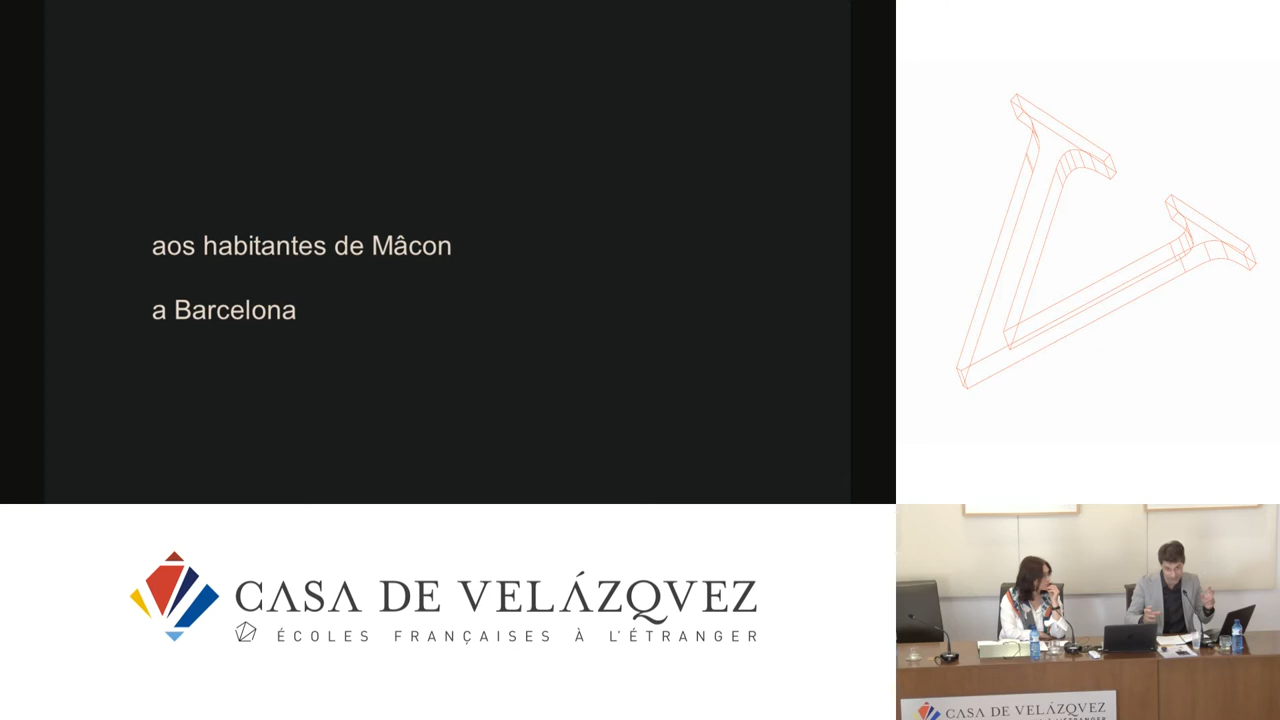 aos habitantes de Mâcon
a Barcelona
CASA DE VELÁZQVEZ
ÉCOLES FRANÇAISES À L'ÉTRANGER
CASA DE VELÁZQVEZ